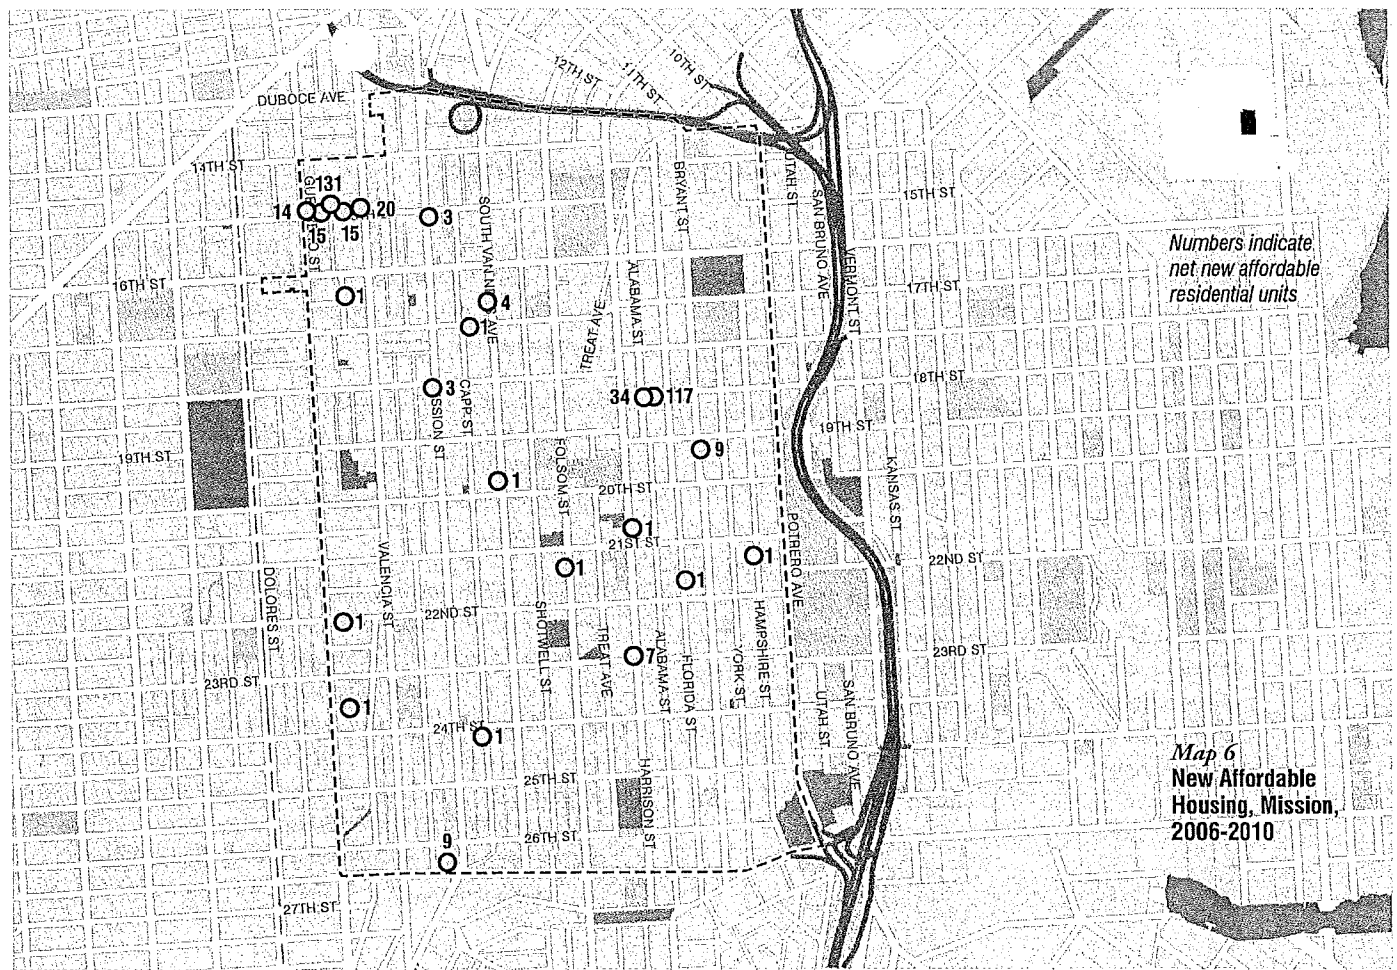 12TH ST
11TH ST
10TH ST
DUBOCE AVE
14TH ST
UTAH ST
BRYANT ST
131
14
20
3
15
15
SOUTH VAN NESS AVE
15TH ST
SAN BRUNO AVE
VERMONT ST
Numbers indicate
net new affordable
residential units
16TH ST
1
4
1
ALABAMA ST
TREAT AVE
17TH ST
3
CAPP ST
34
117
18TH ST
19TH ST
19TH ST
9
FOLSOM ST
1
20TH ST
KANSAS ST
1
21ST ST
1
1
1
POTRERO AVE
22ND ST
VALENCIA ST
DOLORES ST
1
22ND ST
SHOTWELL ST
TREAT AVE
7
ALABAMA ST
FLORIDA ST
YORK ST
HAMPSHIRE ST
23RD ST
23RD ST
1
24TH ST
1
UTAH ST
SAN BRUNO AVE
25TH ST
HARRISON ST
26TH ST
9
27TH ST
Map 6
New Affordable
Housing, Mission,
2006-2010